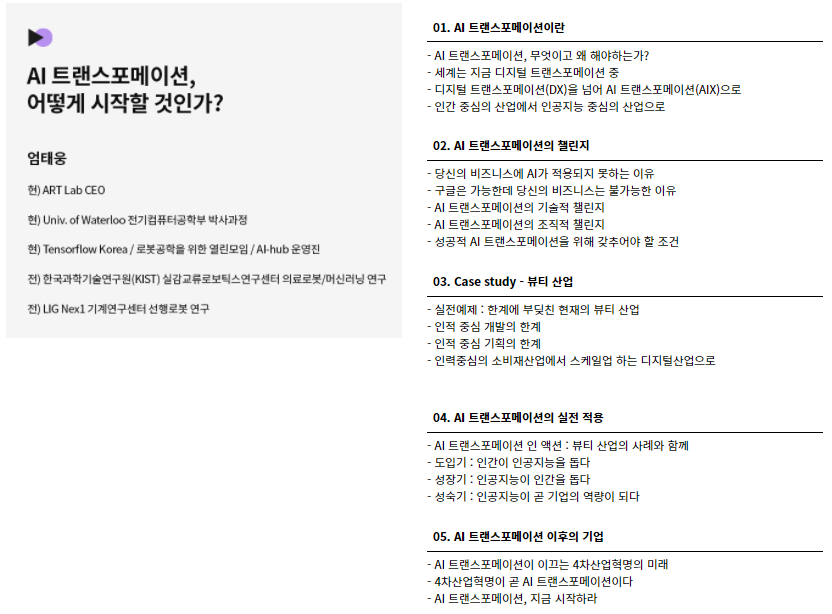 AI 트랜스포메이션,
어떻게 시작할 것인가?
엄태웅
현) ART Lab CEO
현) Univ. of Waterloo 전기컴퓨터공학부 박사과정
현) Tensorflow Korea / 로봇공학을 위한 열린모임 / AI-hub 운영진
전) 한국과학기술연구원(KIST) 실감교류로보틱스연구센터 의료로봇/머신러닝 연구
전) LIG Nex1 기계연구센터 선행로봇 연구
01. AI 트랜스포메이션이란
- AI 트랜스포메이션, 무엇이고 왜 해야하는가?
- 세계는 지금 디지털 트랜스포메이션 중
- 디지털 트랜스포메이션(DX)을 넘어 AI 트랜스포메이션(AIX)으로
- 인간 중심의 산업에서 인공지능 중심의 산업으로
02. AI 트랜스포메이션의 챌린지
- 당신의 비즈니스에 AI가 적용되지 못하는 이유
- 구글은 가능한데 당신의 비즈니스는 불가능한 이유
- AI 트랜스포메이션의 기술적 챌린지
- AI 트랜스포메이션의 조직적 챌린지
- 성공적 AI 트랜스포메이션을 위해 갖추어야 할 조건
03. Case study - 뷰티 산업
- 실전예제 : 한계에 부딪친 현재의 뷰티 산업
- 인적 중심 개발의 한계
- 인적 중심 기획의 한계
- 인력중심의 소비재산업에서 스케일업 하는 디지털산업으로
04. AI 트랜스포메이션의 실전 적용
- AI 트랜스포메이션 인 액션 : 뷰티 산업의 사례와 함께
- 도입기 : 인간이 인공지능을 돕다
- 성장기 : 인공지능이 인간을 돕다
- 성숙기 : 인공지능이 곧 기업의 역량이 되다
05. AI 트랜스포메이션 이후의 기업
- AI 트랜스포메이션이 이끄는 4차산업혁명의 미래
- 4차산업혁명이 곧 AI 트랜스포메이션이다
- AI 트랜스포메이션, 지금 시작하라